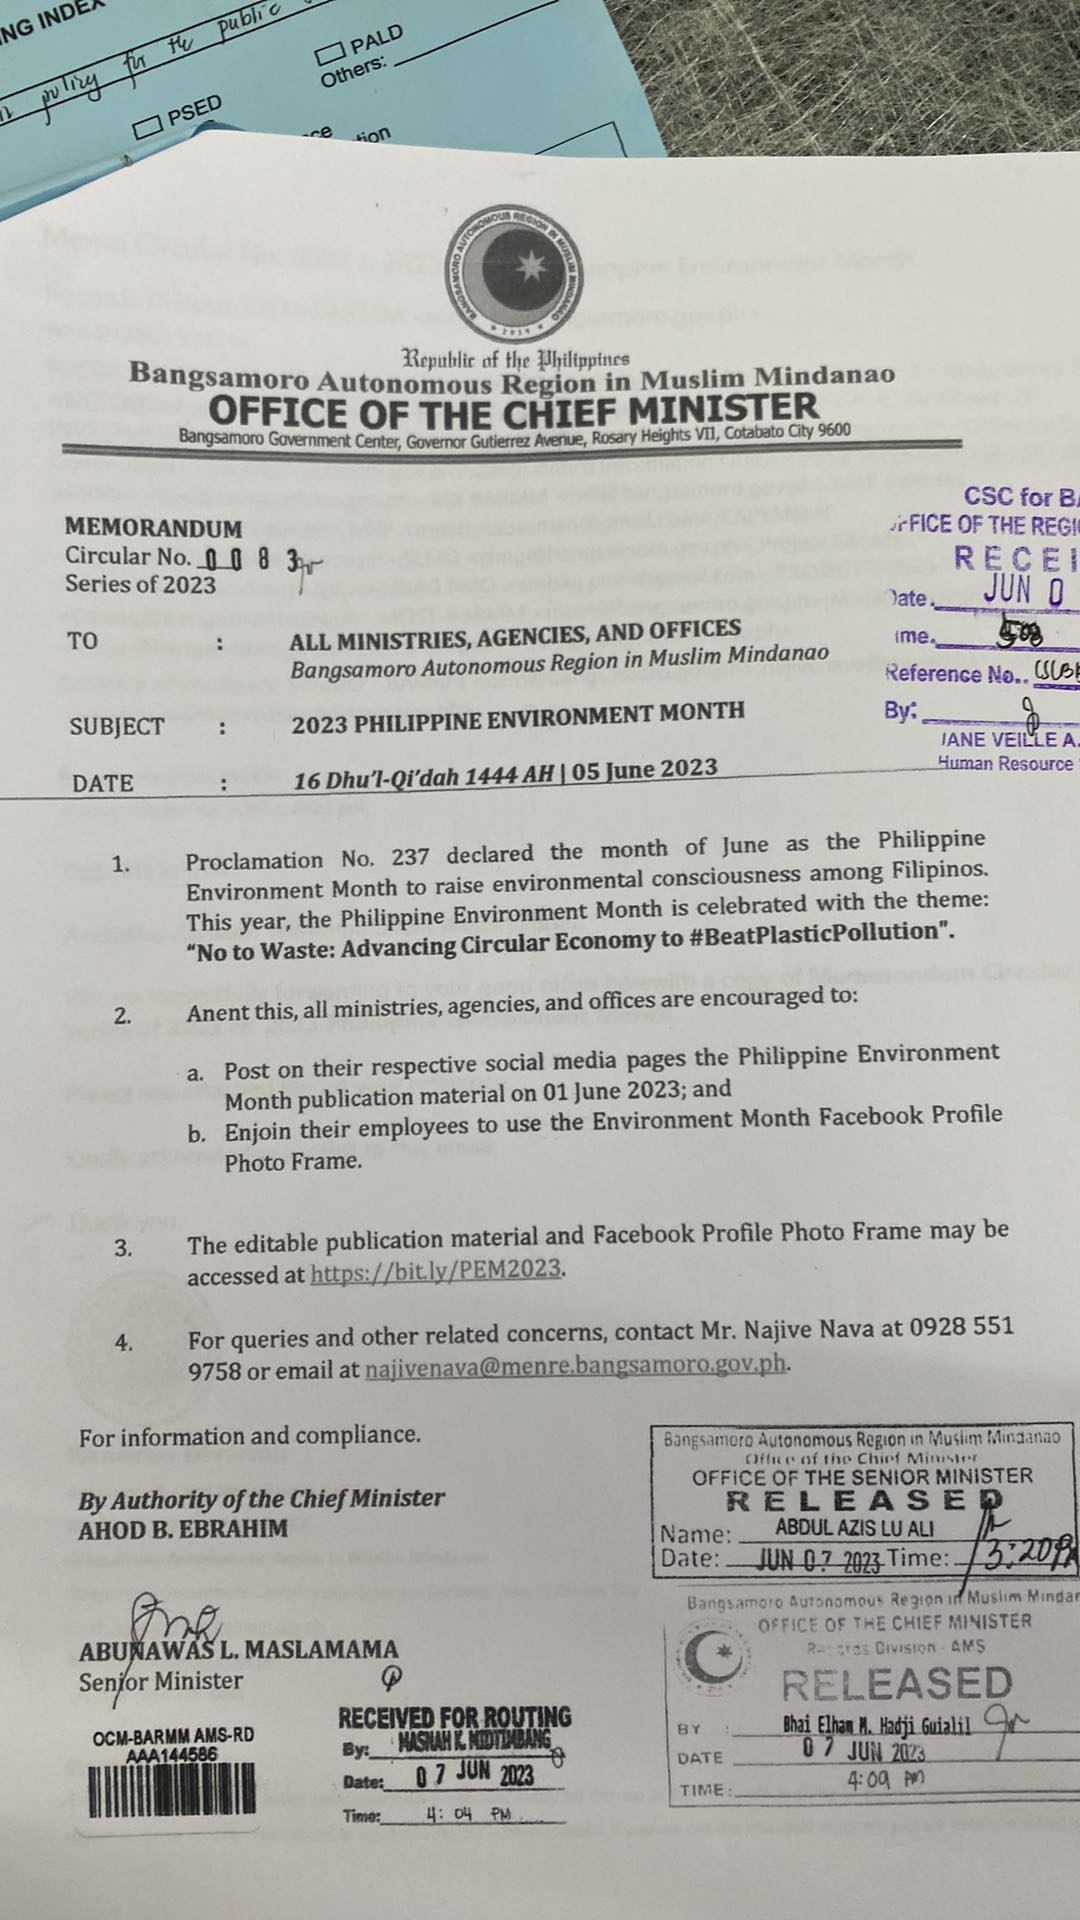 NG INDEX
policy for the public
PALD
Others:
PSED
tion
BANGSAMORO AUTONOMOUS REGION IN MUSLIM MINDANAO
2019
Republic of the Philippines
Bangsamoro Autonomous Region in Muslim Mindanao
OFFICE OF THE CHIEF MINISTER
Bangsamoro Government Center, Governor Gutierrez Avenue, Rosary Heights VII, Cotabato City 9600
CSC for BA
FICE OF THE REGI
RECEI
Date. JUN 0
ime. 508
Reference No..
By:
JANE VEILLE A.
Human Resource
MEMORANDUM
Circular No. 0083
Series of 2023
TO : ALL MINISTRIES, AGENCIES, AND OFFICES
Bangsamoro Autonomous Region in Muslim Mindanao
SUBJECT : 2023 PHILIPPINE ENVIRONMENT MONTH
DATE : 16 Dhu’l-Qi’dah 1444 AH | 05 June 2023
1. Proclamation No. 237 declared the month of June as the Philippine
Environment Month to raise environmental consciousness among Filipinos.
This year, the Philippine Environment Month is celebrated with the theme:
“No to Waste: Advancing Circular Economy to #BeatPlasticPollution”.
2. Anent this, all ministries, agencies, and offices are encouraged to:
a. Post on their respective social media pages the Philippine Environment
Month publication material on 01 June 2023; and
b. Enjoin their employees to use the Environment Month Facebook Profile
Photo Frame.
3. The editable publication material and Facebook Profile Photo Frame may be
accessed at https://bit.ly/PEM2023.
4. For queries and other related concerns, contact Mr. Najive Nava at 0928 551
9758 or email at najivenava@menre.bangsamoro.gov.ph.
For information and compliance.
By Authority of the Chief Minister
AHOD B. EBRAHIM
ABUNAWAS L. MASLAMAMA
Senior Minister
OCM-BARMM AMS-RD
AAA144586
RECEIVED FOR ROUTING
By: HASNAH K. MIDTIMBANG
Date: 07 JUN 2023
Time: 4:04 PM
Bangsamoro Autonomous Region in Muslim Mindanao
Office of the Chief Minister
OFFICE OF THE SENIOR MINISTER
RELEASED
Name: ABDUL AZIS LU ALI
Date: JUN 07 2023 Time: 3:20PM
Bangsamoro Autonomous Region in Muslim Mindan
OFFICE OF THE CHIEF MINISTER
Records Division - AMS
RELEASED
BY : Bhai Elham M. Hadji Guialil
DATE 07 JUN 2023
TIME: 4:09 PM